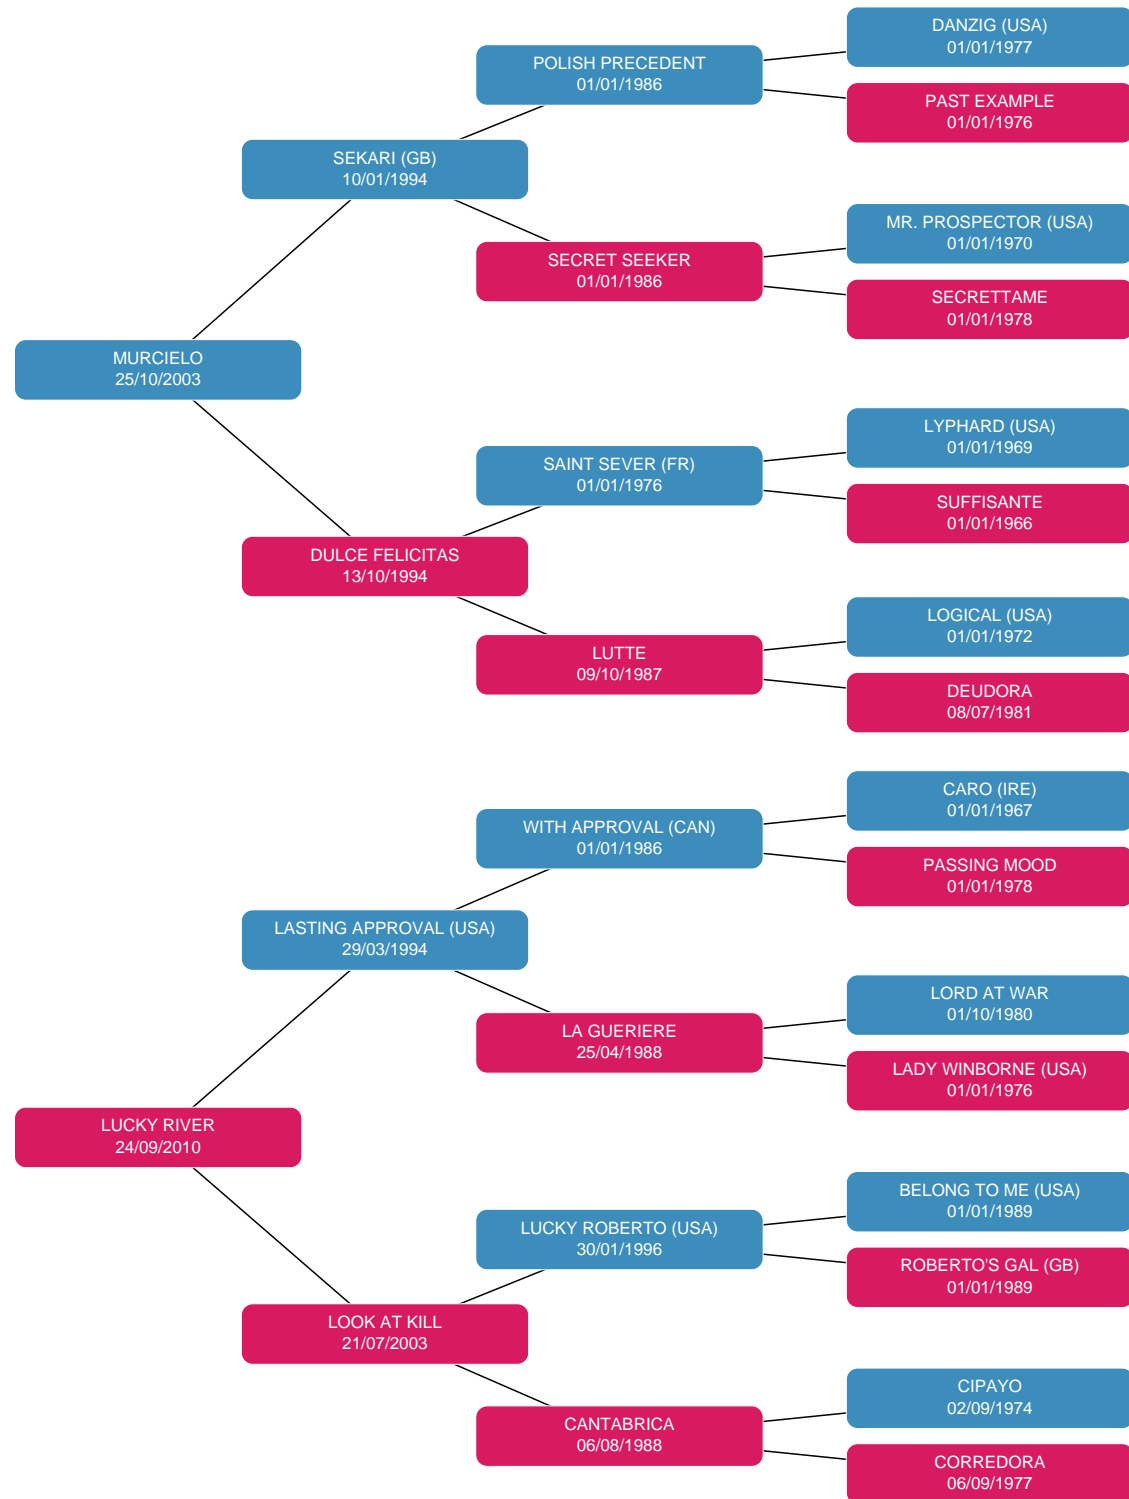 DANZIG (USA)
01/01/1977
POLISH PRECEDENT
01/01/1986
PAST EXAMPLE
01/01/1976
SEKARI (GB)
10/01/1994
MR. PROSPECTOR (USA)
01/01/1970
SECRET SEEKER
01/01/1986
SECRETTAME
01/01/1978
MURCIELO
25/10/2003
LYPHARD (USA)
01/01/1969
SAINT SEVER (FR)
01/01/1976
SUFFISANTE
01/01/1966
DULCE FELICITAS
13/10/1994
LOGICAL (USA)
01/01/1972
LUTTE
09/10/1987
DEUDORA
08/07/1981
CARO (IRE)
01/01/1967
WITH APPROVAL (CAN)
01/01/1986
PASSING MOOD
01/01/1978
LASTING APPROVAL (USA)
29/03/1994
LORD AT WAR
01/10/1980
LA GUERIERE
25/04/1988
LADY WINBORNE (USA)
01/01/1976
LUCKY RIVER
24/09/2010
BELONG TO ME (USA)
01/01/1989
LUCKY ROBERTO (USA)
30/01/1996
ROBERTO'S GAL (GB)
01/01/1989
LOOK AT KILL
21/07/2003
CIPAYO
02/09/1974
CANTABRICA
06/08/1988
CORREDORA
06/09/1977